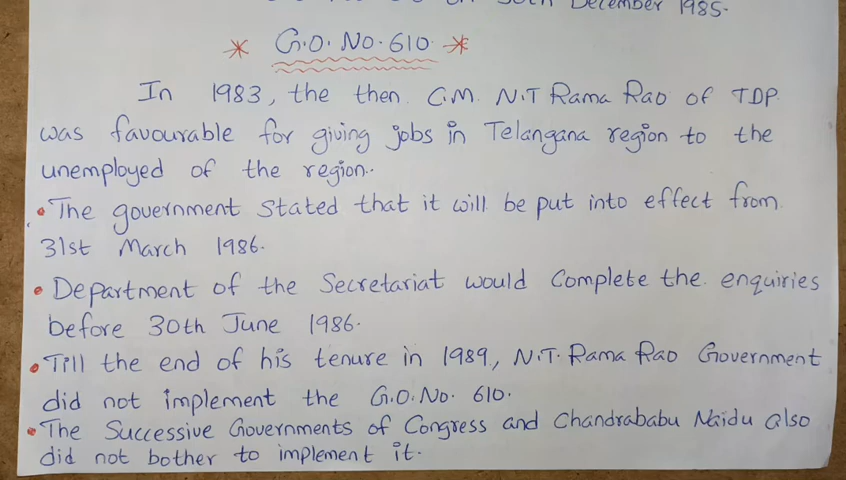 on 30th December 1985.
* G.O. No. 610. *
In 1983, the then C.M. N.T Rama Rao of TDP.
was favourable for giving jobs in Telangana region to the
unemployed of the region..
• The government stated that it will be put into effect from
31st March 1986.
• Department of the Secretariat would complete the enquiries
before 30th June 1986.
• Till the end of his tenure in 1989, N.T. Rama Rao Government
did not implement the G.O.No. 610.
• The Successive Governments of Congress and Chandrababu Naidu also
did not bother to implement it.